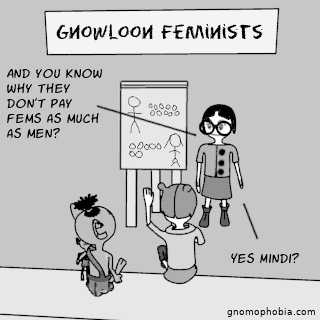 GNOWLOON FEMINISTS
AND YOU KNOW
WHY THEY
DON'T PAY
FEMS AS MUCH
AS MEN?
YES MINDI?
gnomophobia.com